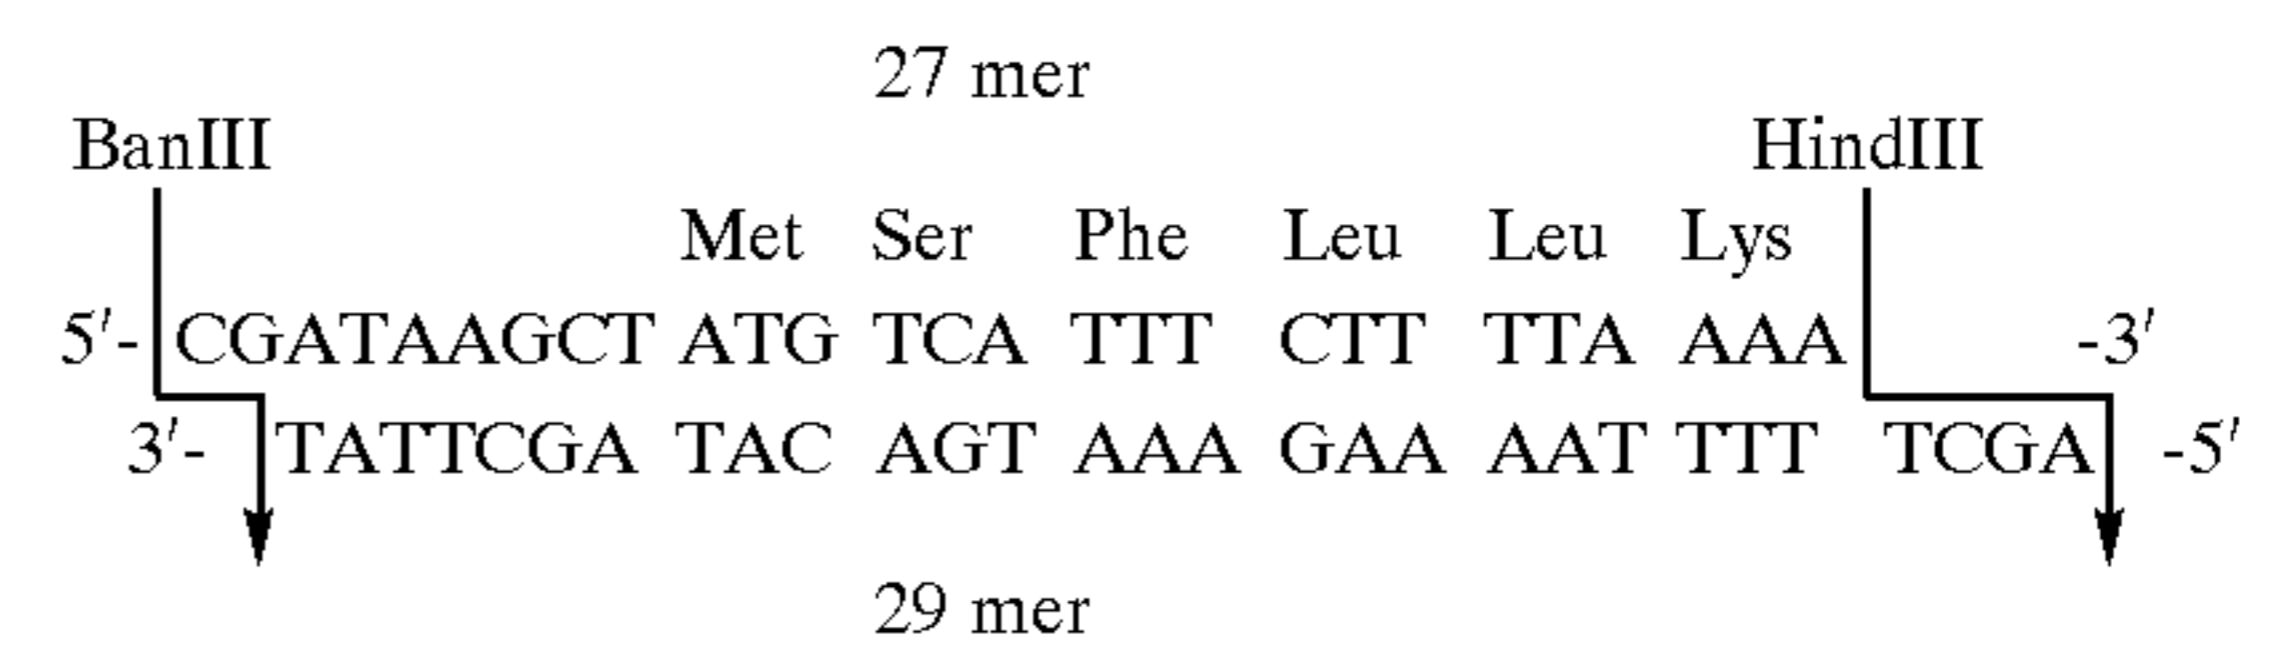 27 mer
BanIII HindIII
Met Ser Phe Leu Leu Lys
5′- CGATAAGCT ATG TCA TTT CTT TTA AAA -3′
3′- TATTCGA TAC AGT AAA GAA AAT TTT TCGA -5′
29 mer